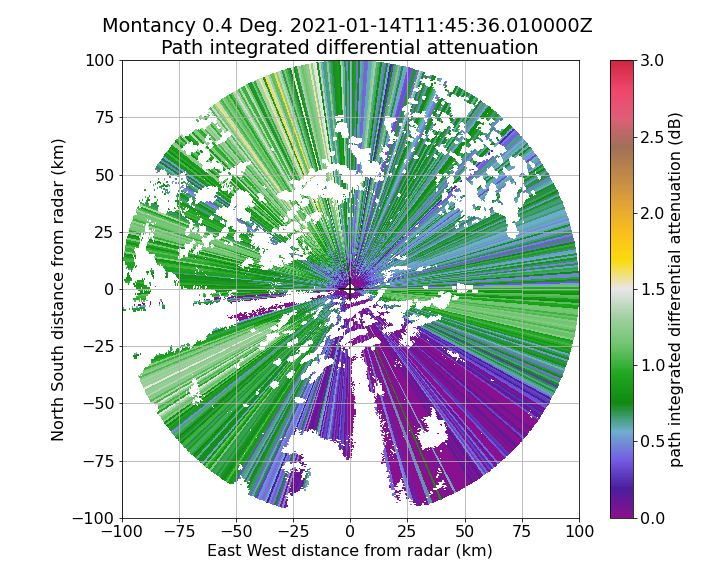 Montancy 0.4 Deg. 2021-01-14T11:45:36.010000Z
Path integrated differential attenuation
100
75
50
25
0
−25
−50
−75
−100
−100 −75 −50 −25 0 25 50 75 100
East West distance from radar (km)
North South distance from radar (km)
3.0
2.5
2.0
1.5
1.0
0.5
0.0
path integrated differential attenuation (dB)